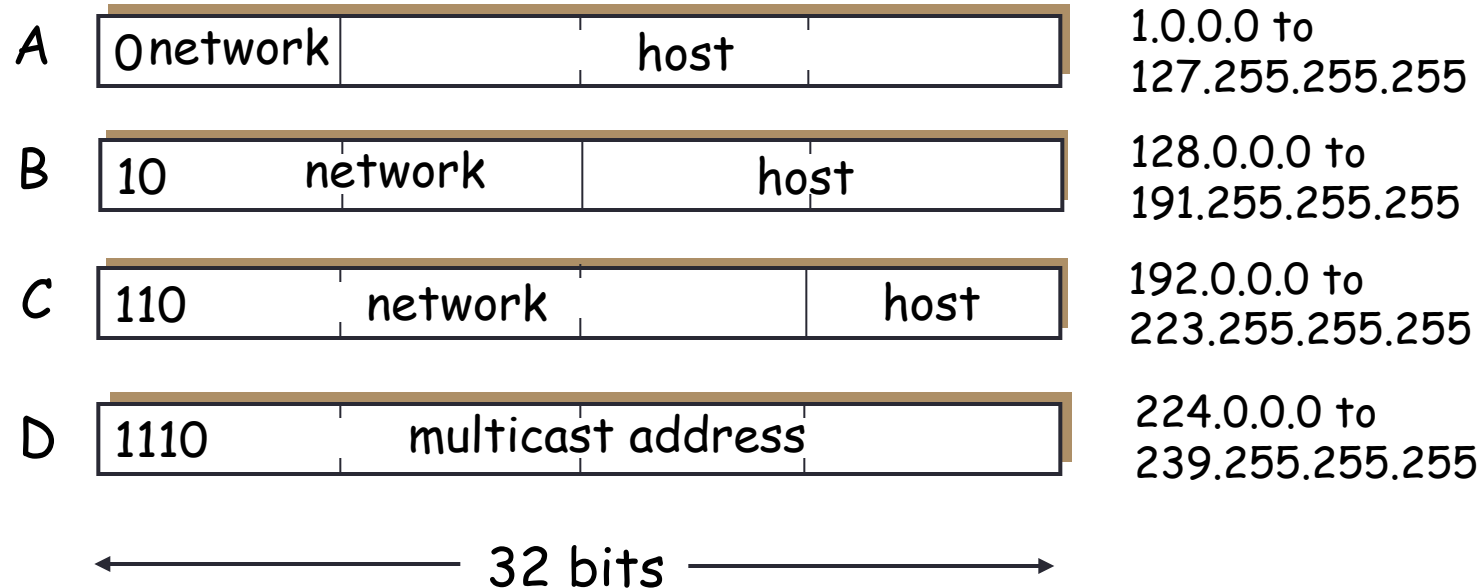 A 0 network host 1.0.0.0 to
127.255.255.255
B 10 network host 128.0.0.0 to
191.255.255.255
C 110 network host 192.0.0.0 to
223.255.255.255
D 1110 multicast address 224.0.0.0 to
239.255.255.255
32 bits